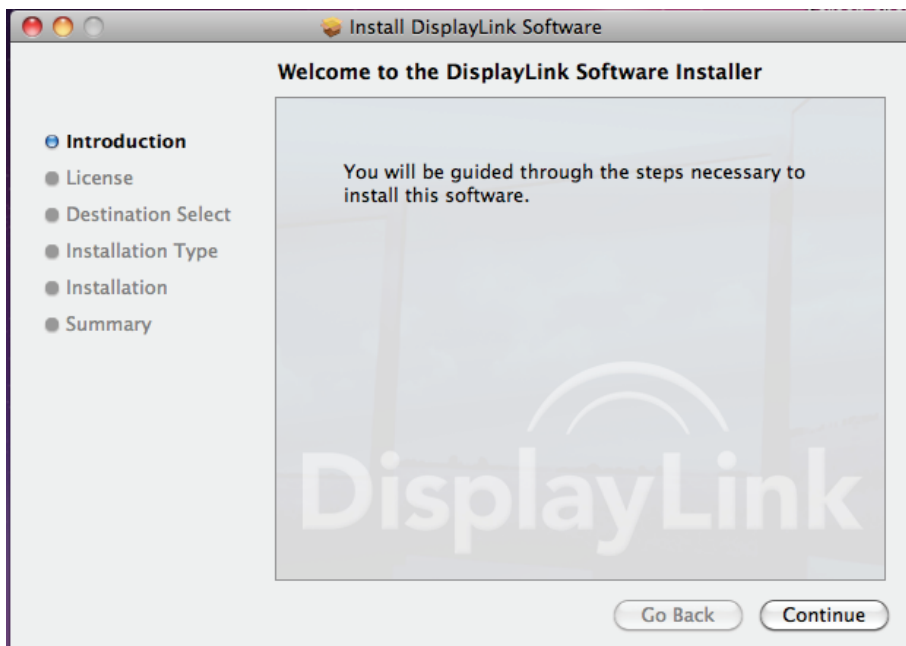 Install DisplayLink Software
Welcome to the DisplayLink Software Installer
Introduction
License
Destination Select
Installation Type
Installation
Summary
You will be guided through the steps necessary to
install this software.
DisplayLink
Go Back
Continue